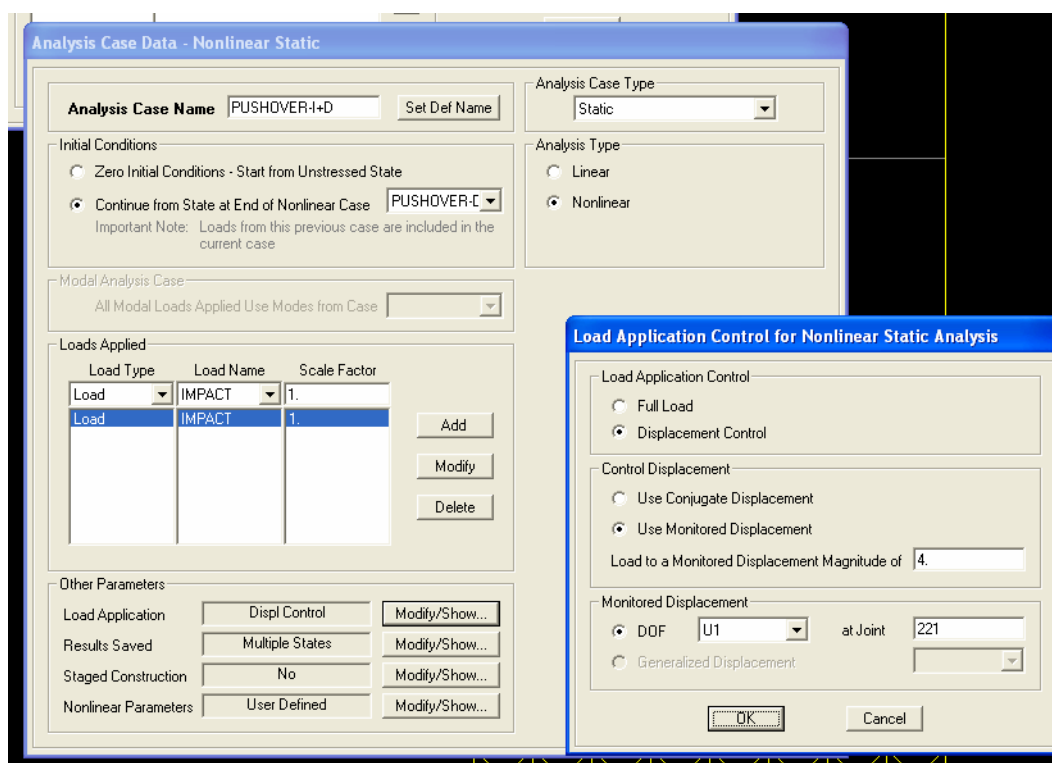 Analysis Case Data - Nonlinear Static
Analysis Case Name PUSHOVER-I+D Set Def Name
Analysis Case Type
Static
Initial Conditions
Zero Initial Conditions - Start from Unstressed State
Continue from State at End of Nonlinear Case PUSHOVER-D
Important Note: Loads from this previous case are included in the
current case
Analysis Type
Linear
Nonlinear
Modal Analysis Case
All Modal Loads Applied Use Modes from Case
Loads Applied
Load Type Load Name Scale Factor
Load IMPACT 1.
Load IMPACT 1.
Add
Modify
Delete
Other Parameters
Load Application Displ Control Modify/Show...
Results Saved Multiple States Modify/Show...
Staged Construction No Modify/Show...
Nonlinear Parameters User Defined Modify/Show...
Load Application Control for Nonlinear Static Analysis
Load Application Control
Full Load
Displacement Control
Control Displacement
Use Conjugate Displacement
Use Monitored Displacement
Load to a Monitored Displacement Magnitude of 4.
Monitored Displacement
DOF U1 at Joint 221
Generalized Displacement
OK Cancel